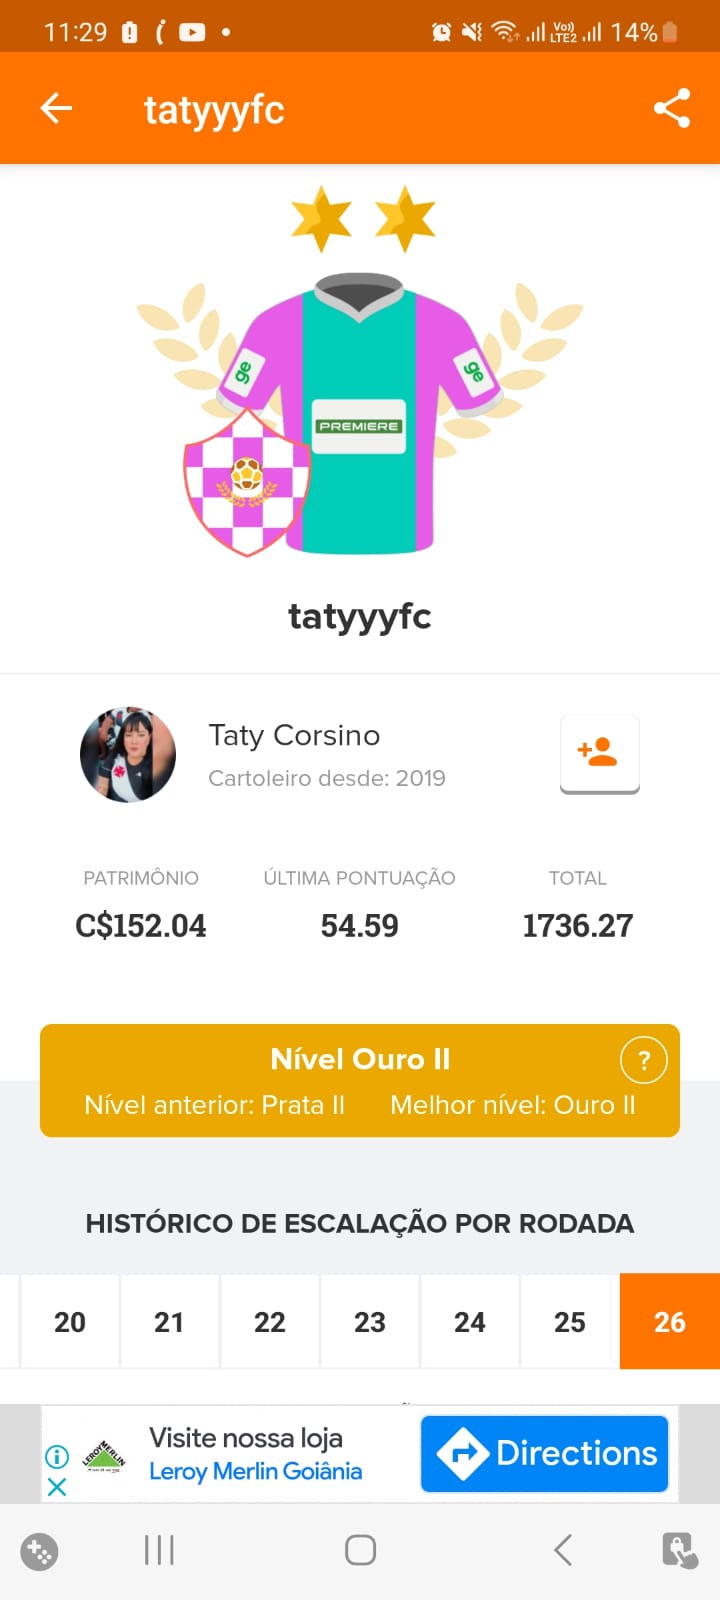 11:29
Vo))
LTE2
14%
tatyyyfc
ge
ge
PREMIERE
tatyyyfc
Taty Corsino
Cartoleiro desde: 2019
PATRIMÔNIO
ÚLTIMA PONTUAÇÃO
TOTAL
C$152.04
54.59
1736.27
Nível Ouro II
?
Nível anterior: Prata II
Melhor nível: Ouro II
HISTÓRICO DE ESCALAÇÃO POR RODADA
20 21 22 23 24 25 26
Visite nossa loja
LEROY MERLIN
Leroy Merlin Goiânia
Directions